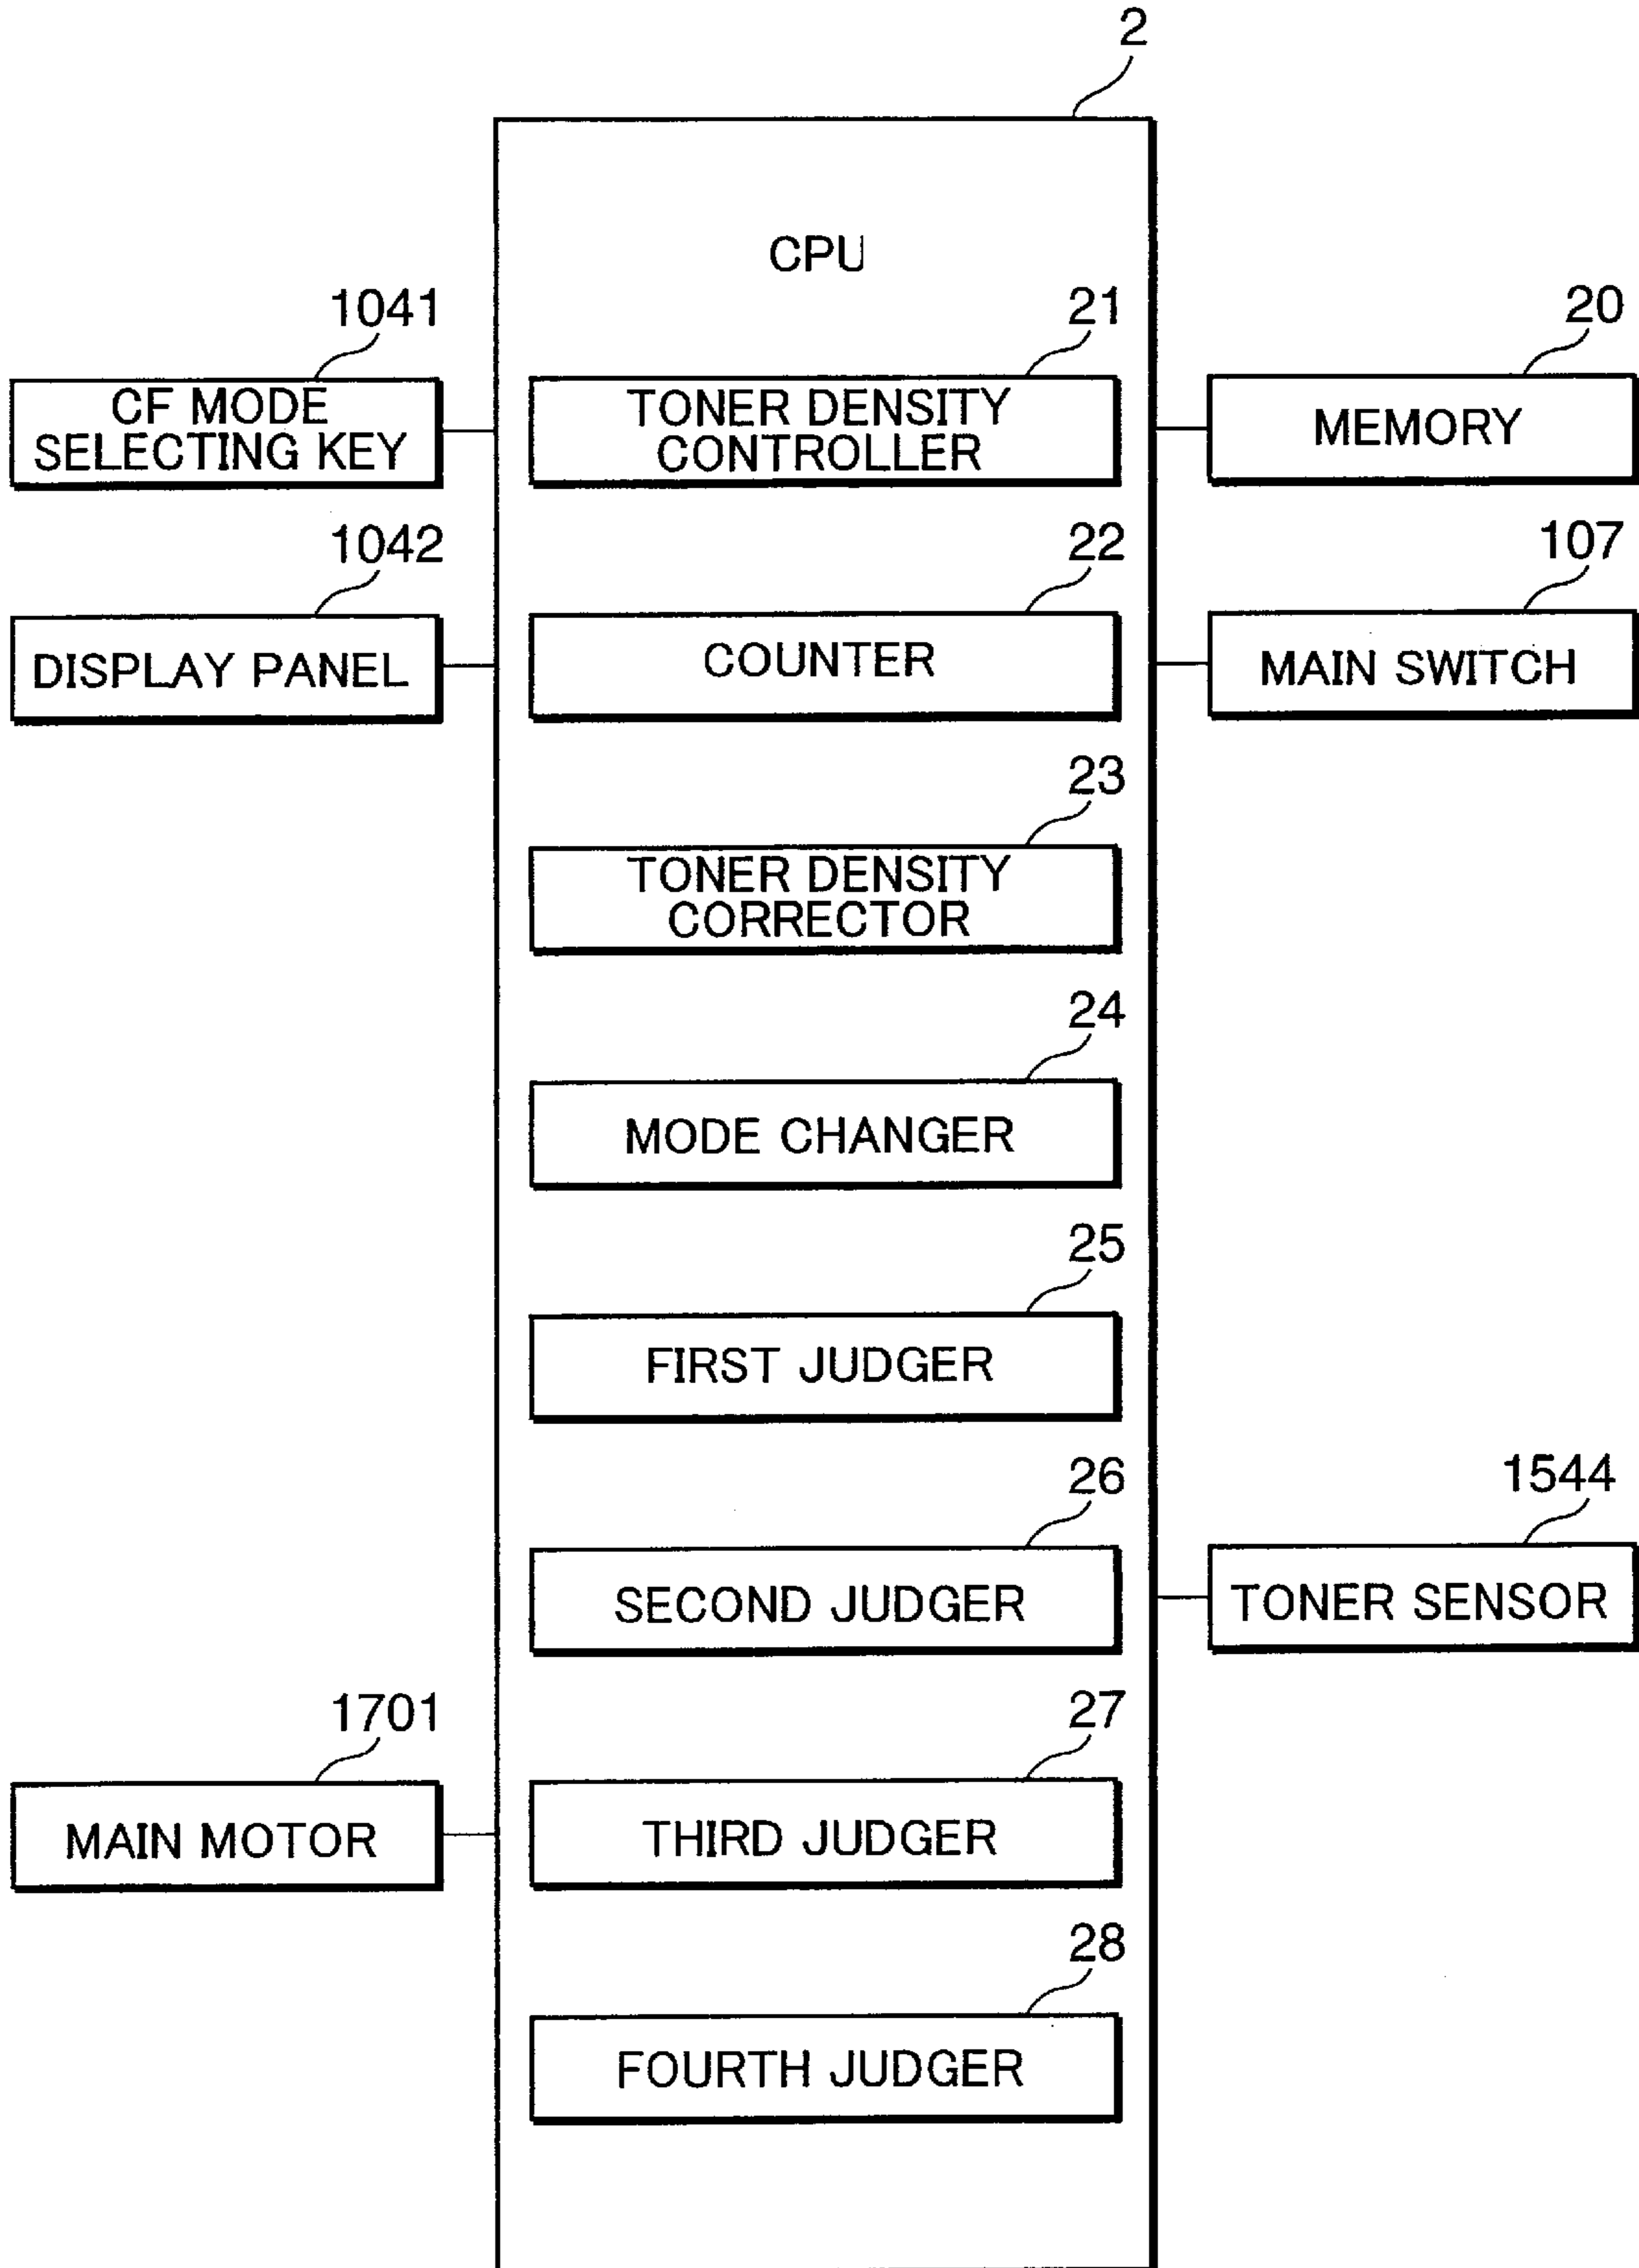 2
CPU
1041
21
20
CF MODE
SELECTING KEY
TONER DENSITY
CONTROLLER
MEMORY
1042
22
107
DISPLAY PANEL
COUNTER
MAIN SWITCH
23
TONER DENSITY
CORRECTOR
24
MODE CHANGER
25
FIRST JUDGER
26
1544
SECOND JUDGER
TONER SENSOR
1701
27
MAIN MOTOR
THIRD JUDGER
28
FOURTH JUDGER